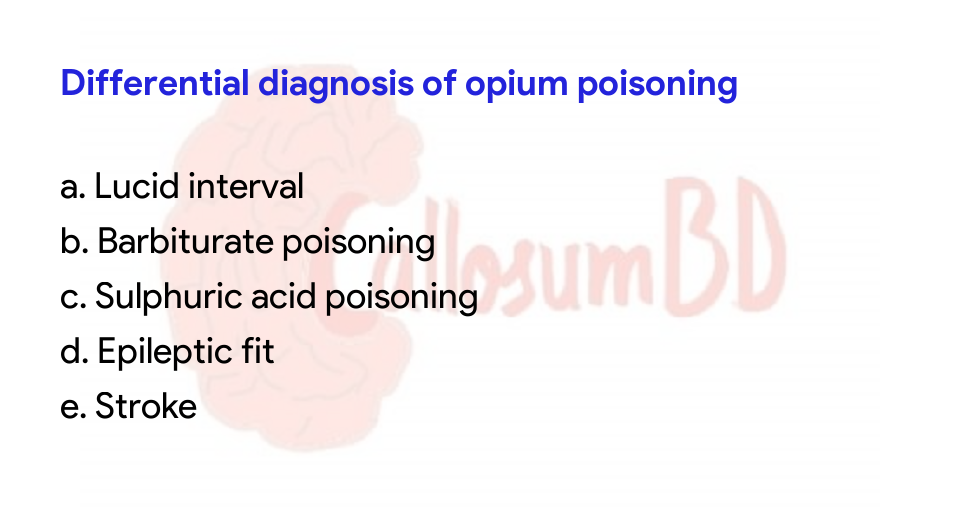 Differential diagnosis of opium poisoning
a. Lucid interval
b. Barbiturate poisoning
c. Sulphuric acid poisoning
d. Epileptic fit
e. Stroke
CallosumBD